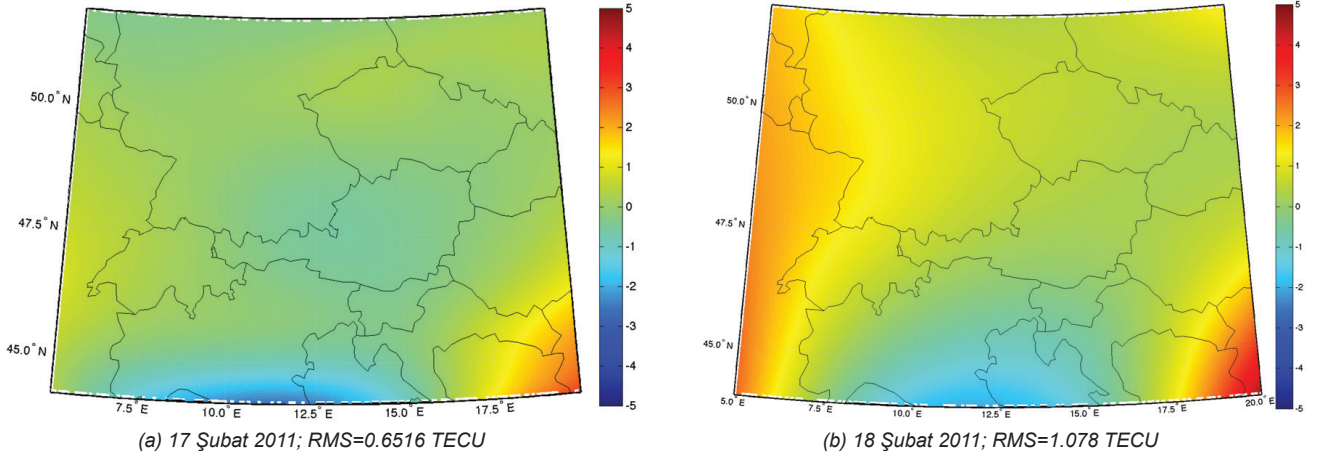 5
4
3
2
1
0
-1
-2
-3
-4
-5
50.0° N
47.5° N
45.0° N
7.5° E
10.0° E
12.5° E
15.0° E
17.5° E
(a) 17 Şubat 2011; RMS=0.6516 TECU
5
4
3
2
1
0
-1
-2
-3
-4
-5
50.0° N
47.5° N
45.0° N
5.0° E
7.5° E
10.0° E
12.5° E
15.0° E
17.5° E
20.0° E
(b) 18 Şubat 2011; RMS=1.078 TECU